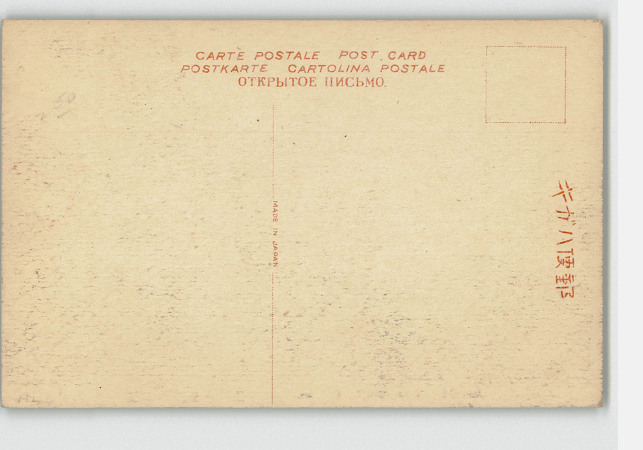 CARTE POSTALE POST CARD
POSTKARTE CARTOLINA POSTALE
ОТКРЫТОЕ ПИСЬМО.
MADE IN JAPAN
郵便ハガキ